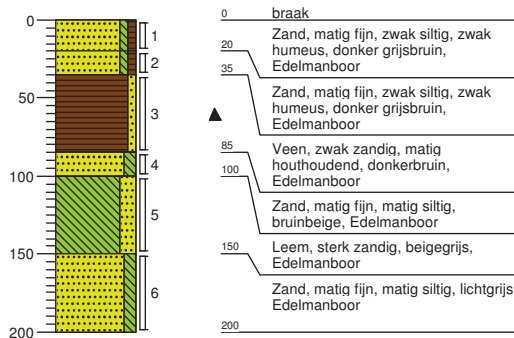 0
50
100
150
200
1
2
3
4
5
6
0 braak
Zand, matig fijn, zwak siltig, zwak
humeus, donker grijsbruin,
Edelmanboor
20
Zand, matig fijn, zwak siltig, zwak
humeus, donker grijsbruin,
Edelmanboor
35
Veen, zwak zandig, matig
houthoudend, donkerbruin,
Edelmanboor
85
Zand, matig fijn, matig siltig,
bruinbeige, Edelmanboor
100
Leem, sterk zandig, beigegrijs,
Edelmanboor
150
Zand, matig fijn, matig siltig, lichtgrijs
Edelmanboor
200